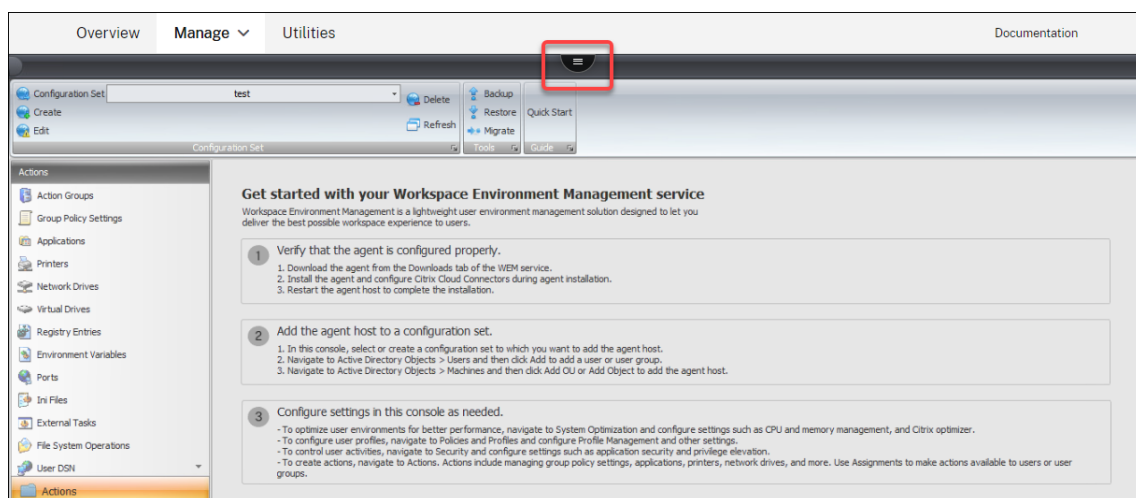 Overview Manage Utilities Documentation
Configuration Set test Delete Backup
Create Restore Quick Start
Edit Refresh Migrate
Configuration Set Tools Guide
Actions
Action Groups
Group Policy Settings
Applications
Printers
Network Drives
Virtual Drives
Registry Entries
Environment Variables
Ports
Ini Files
External Tasks
File System Operations
User DSN
Actions
Get started with your Workspace Environment Management service
Workspace Environment Management is a lightweight user environment management solution designed to let you
deliver the best possible workspace experience to users.
1 Verify that the agent is configured properly.
1. Download the agent from the Downloads tab of the WEM service.
2. Install the agent and configure Citrix Cloud Connectors during agent installation.
3. Restart the agent host to complete the installation.
2 Add the agent host to a configuration set.
1. In this console, select or create a configuration set to which you want to add the agent host.
2. Navigate to Active Directory Objects > Users and then click Add to add a user or user group.
3. Navigate to Active Directory Objects > Machines and then click Add OU or Add Object to add the agent host.
3 Configure settings in this console as needed.
- To optimize user environments for better performance, navigate to System Optimization and configure settings such as CPU and memory management, and Citrix optimizer.
- To configure user profiles, navigate to Policies and Profiles and configure Profile Management and other settings.
- To control user activities, navigate to Security and configure settings such as application security and privilege elevation.
- To create actions, navigate to Actions. Actions include managing group policy settings, applications, printers, network drives, and more. Use Assignments to make actions available to users or user
groups.